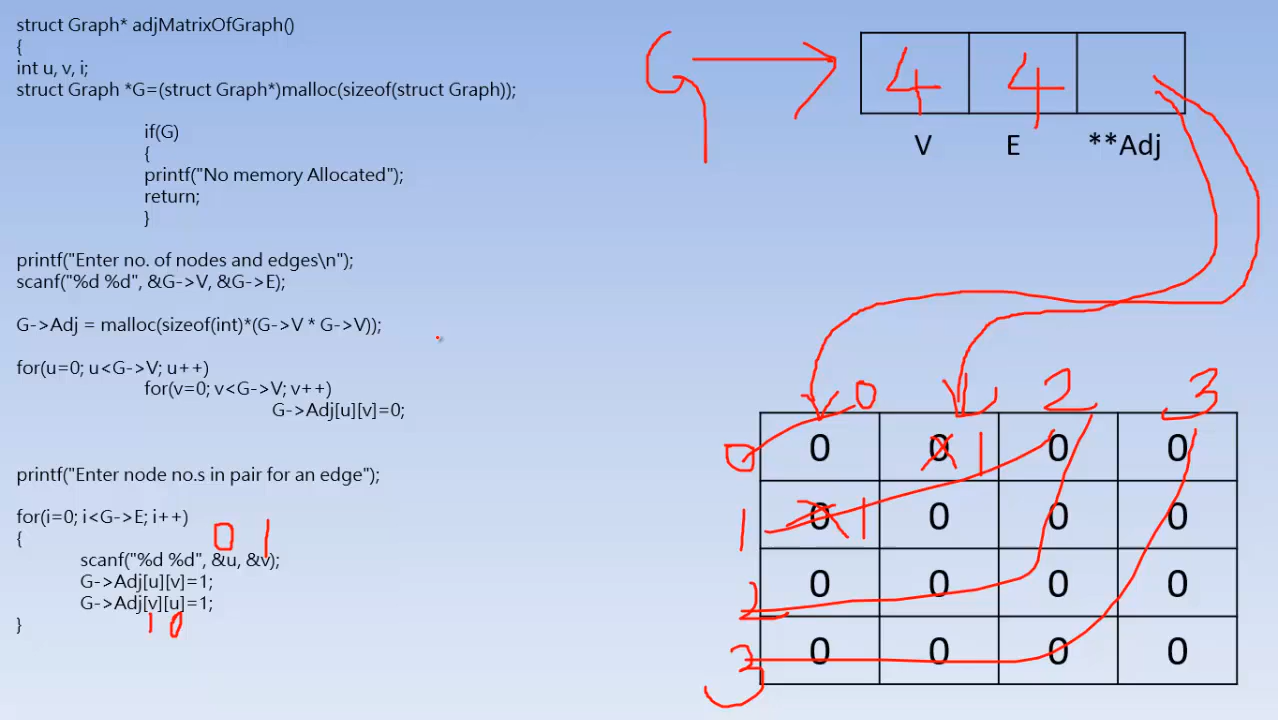 struct Graph* adjMatrixOfGraph()
{
int u, v, i;
struct Graph *G=(struct Graph*)malloc(sizeof(struct Graph));
if(G)
{
printf("No memory Allocated");
return;
}
printf("Enter no. of nodes and edges\n");
scanf("%d %d", &G->V, &G->E);
G->Adj = malloc(sizeof(int)*(G->V * G->V));
for(u=0; u<G->V; u++)
for(v=0; v<G->V; v++)
G->Adj[u][v]=0;
printf("Enter node no.s in pair for an edge");
for(i=0; i<G->E; i++)
{
0 1
scanf("%d %d", &u, &v);
G->Adj[u][v]=1;
G->Adj[v][u]=1;
1 0
}
G 4 4
V E **Adj
0 1 2 3
0 0 0 1 0 0
1 0 1 0 0 0
2 0 0 0 0
3 0 0 0 0